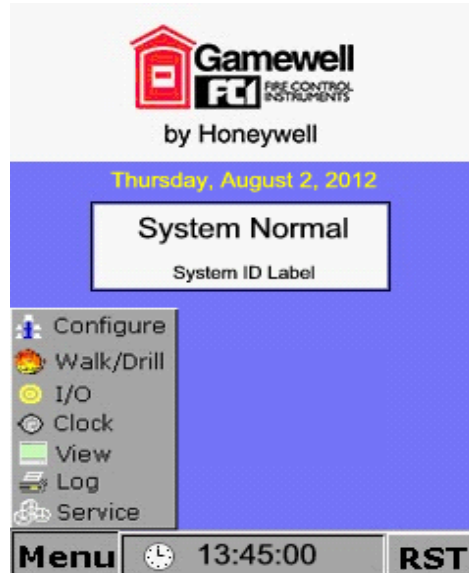 Gamewell
FCI FIRE CONTROL
INSTRUMENTS
by Honeywell
Thursday, August 2, 2012
System Normal
System ID Label
Configure
Walk/Drill
I/O
Clock
View
Log
Service
Menu 13:45:00 RST